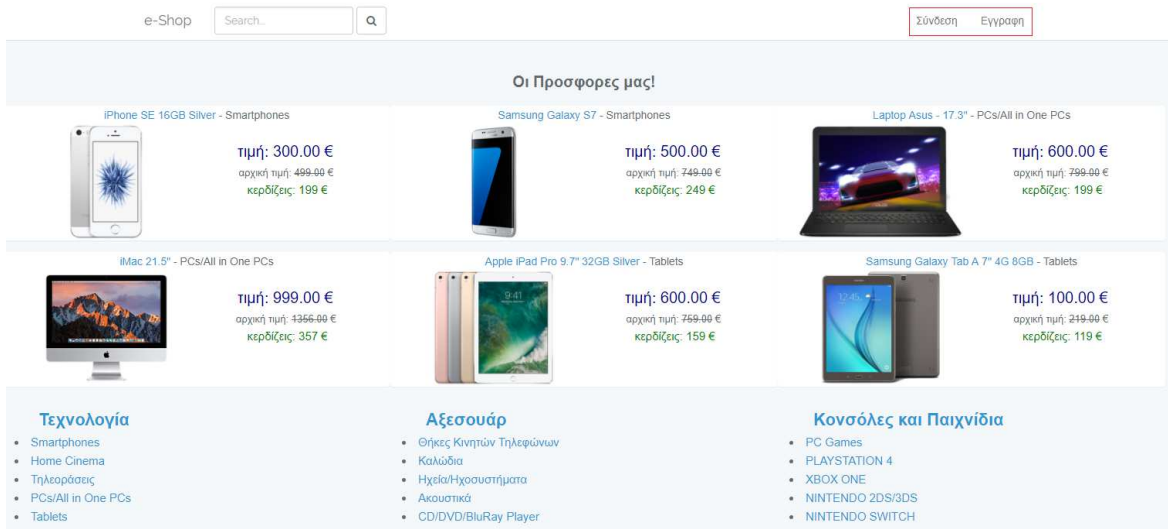 e-Shop Search... Σύνδεση Εγγραφη
Οι Προσφορες μας!
iPhone SE 16GB Silver - Smartphones
τιμή: 300.00 €
αρχική τιμή: 499.00 €
κερδίζεις: 199 €
Samsung Galaxy S7 - Smartphones
τιμή: 500.00 €
αρχική τιμή: 749.00 €
κερδίζεις: 249 €
Laptop Asus - 17.3" - PCs/All in One PCs
τιμή: 600.00 €
αρχική τιμή: 799.00 €
κερδίζεις: 199 €
iMac 21.5" - PCs/All in One PCs
τιμή: 999.00 €
αρχική τιμή: 1356.00 €
κερδίζεις: 357 €
Apple iPad Pro 9.7" 32GB Silver - Tablets
9:41
τιμή: 600.00 €
αρχική τιμή: 759.00 €
κερδίζεις: 159 €
Samsung Galaxy Tab A 7" 4G 8GB - Tablets
τιμή: 100.00 €
αρχική τιμή: 219.00 €
κερδίζεις: 119 €
Τεχνολογία
Smartphones
Home Cinema
Τηλεοράσεις
PCs/All in One PCs
Tablets
Αξεσουάρ
Θήκες Κινητών Τηλεφώνων
Καλώδια
Ηχεία/Ηχοσυστήματα
Ακουστικά
CD/DVD/BluRay Player
Κονσόλες και Παιχνίδια
PC Games
PLAYSTATION 4
XBOX ONE
NINTENDO 2DS/3DS
NINTENDO SWITCH